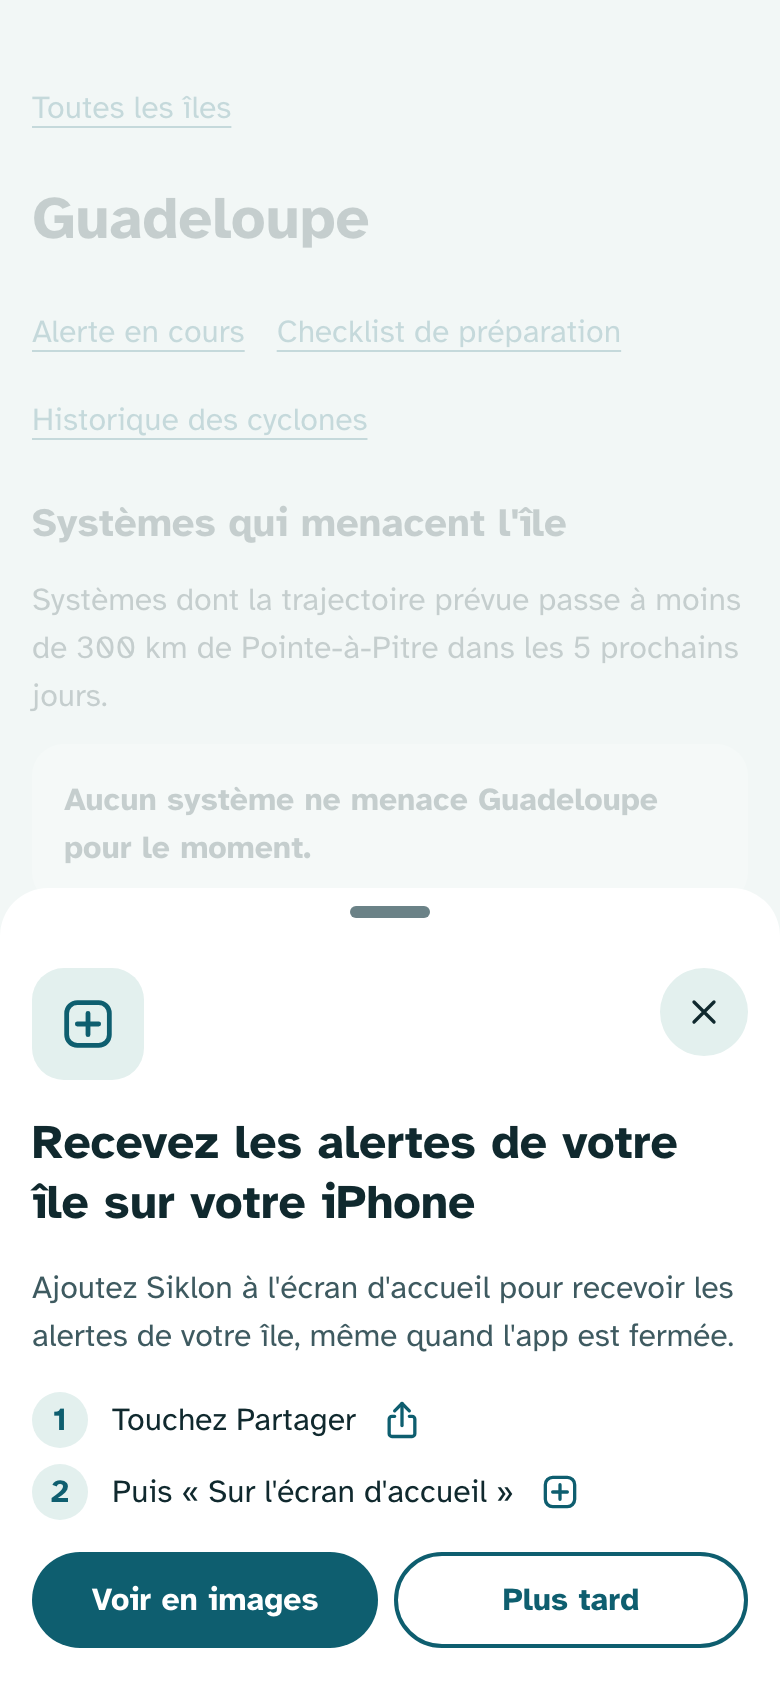 Toutes les îles
Guadeloupe
Alerte en cours Checklist de préparation
Historique des cyclones
Systèmes qui menacent l'île
Systèmes dont la trajectoire prévue passe à moins
de 300 km de Pointe-à-Pitre dans les 5 prochains
jours.
Aucun système ne menace Guadeloupe
pour le moment.
Recevez les alertes de votre
île sur votre iPhone
Ajoutez Siklon à l'écran d'accueil pour recevoir les
alertes de votre île, même quand l'app est fermée.
1 Touchez Partager
2 Puis « Sur l'écran d'accueil »
Voir en images Plus tard